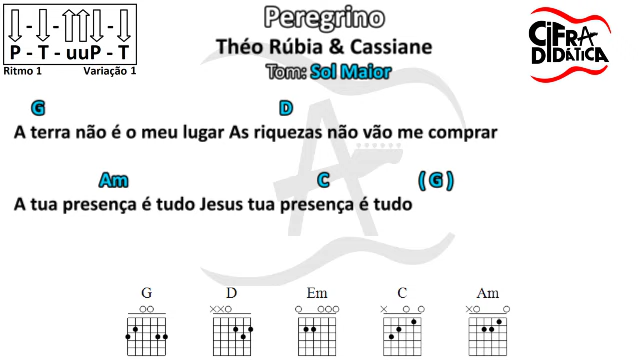 Peregrino
Théo Rúbia & Cassiane
Tom: Sol Maior
P - T - uuP - T
Ritmo 1 Variação 1
CiFRA
DIDÁTICA
G D
A terra não é o meu lugar As riquezas não vão me comprar
Am C ( G )
A tua presença é tudo Jesus tua presença é tudo
G D Em C Am